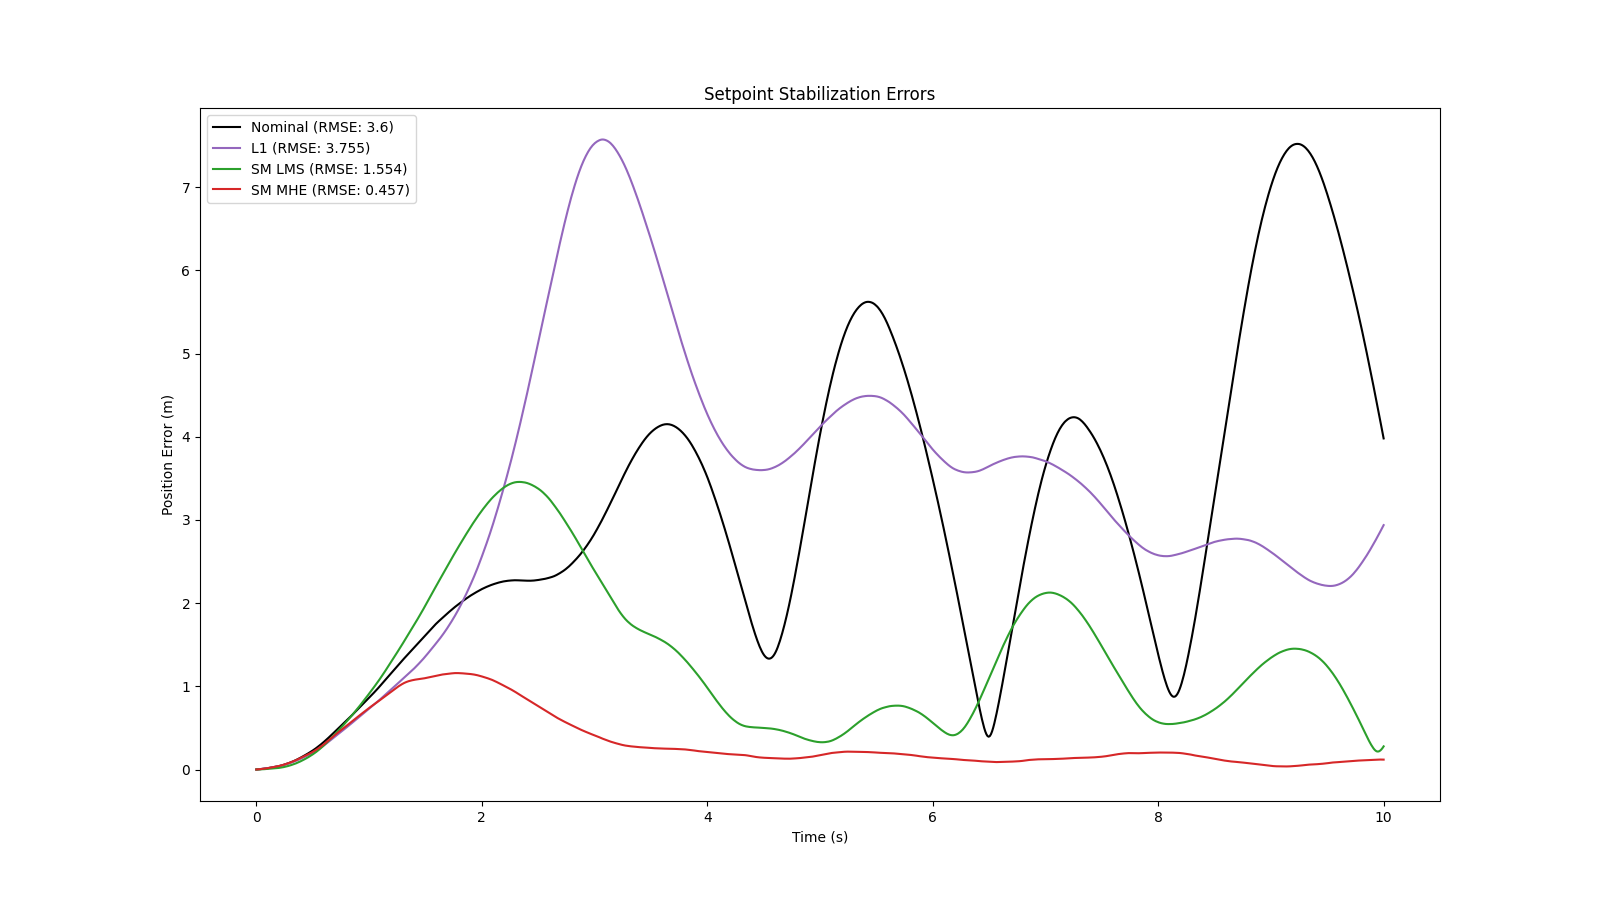 Setpoint Stabilization Errors
Nominal (RMSE: 3.6)
L1 (RMSE: 3.755)
SM LMS (RMSE: 1.554)
SM MHE (RMSE: 0.457)
Position Error (m)
7
6
5
4
3
2
1
0
0 2 4 6 8 10
Time (s)